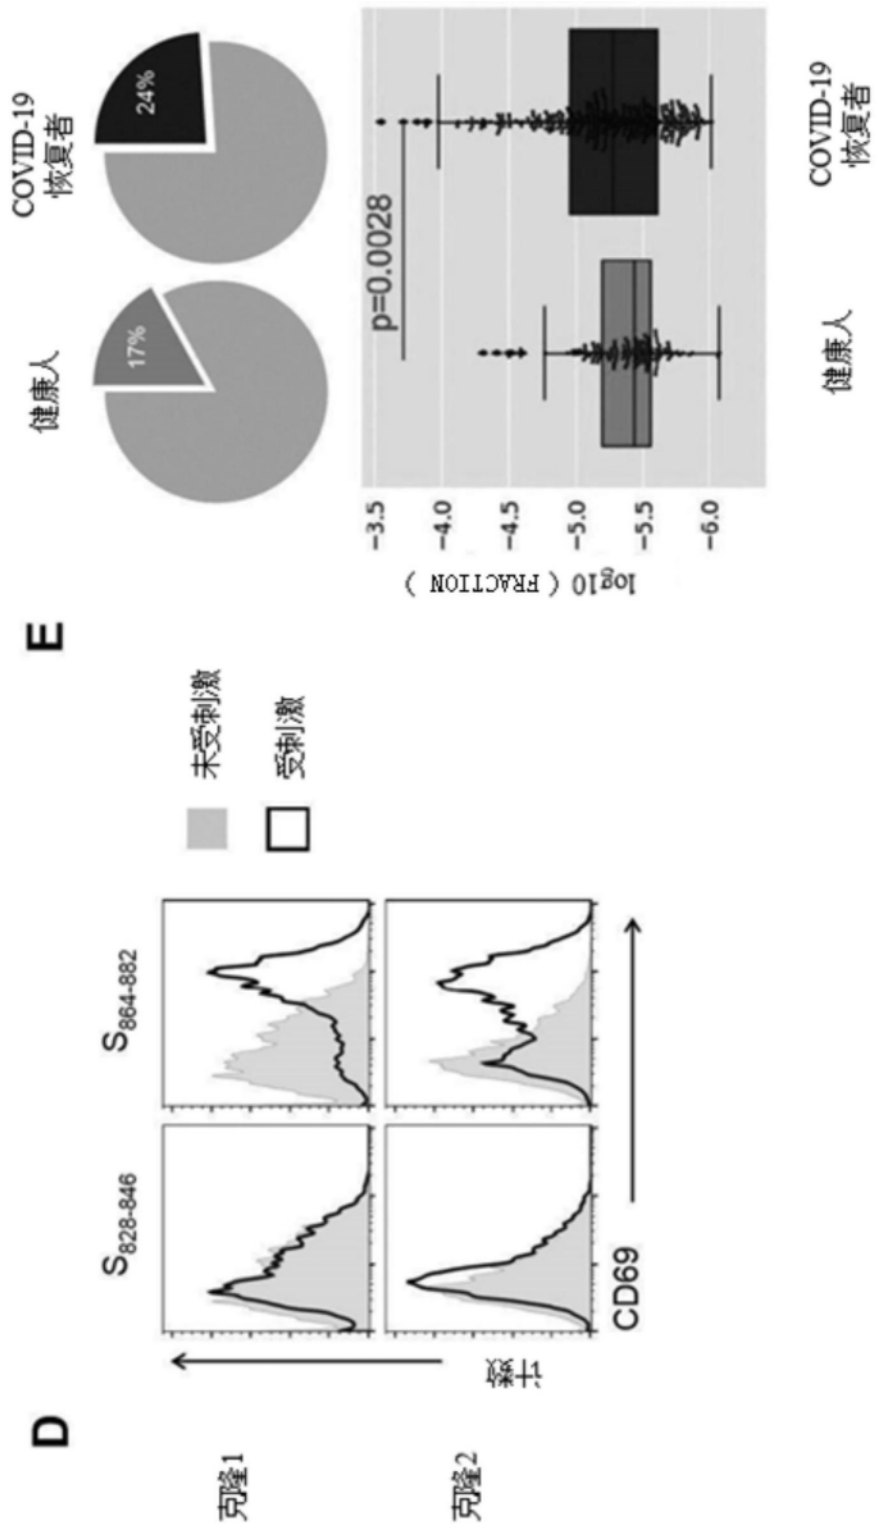 D
S828-846
S864-882
克隆1
克隆2
计数
CD69
未受刺激
受刺激
E
健康人
COVID-19
恢复者
17%
24%
p=0.0028
−3.5
−4.0
−4.5
−5.0
−5.5
−6.0
log10 ( FRACTION )
健康人
COVID-19
恢复者